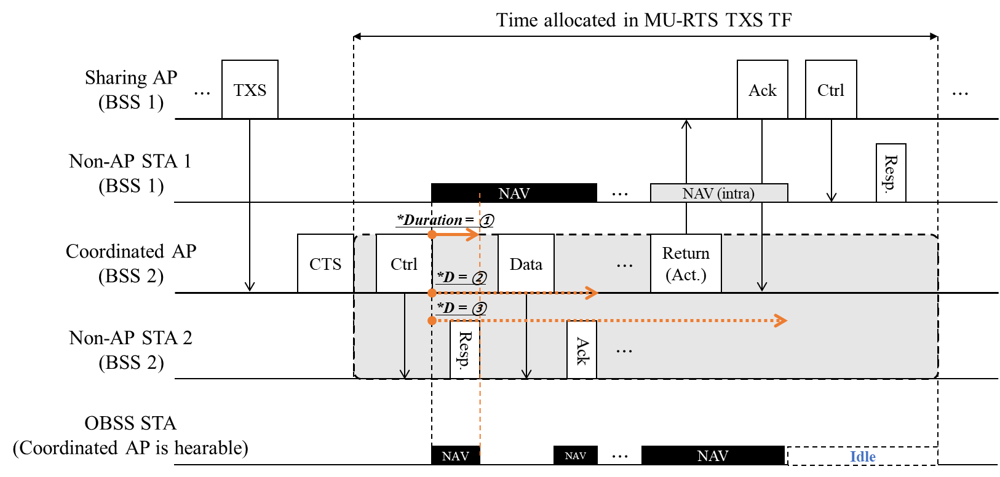 Time allocated in MU-RTS TXS TF
Sharing AP
(BSS 1)
...
TXS
Ack
Ctrl
...
Non-AP STA 1
(BSS 1)
NAV
...
NAV (intra)
Resp.
*Duration = ①
Coordinated AP
(BSS 2)
CTS
Ctrl
*D = ②
Data
...
Return
(Act.)
*D = ③
Non-AP STA 2
(BSS 2)
Resp.
Ack
...
OBSS STA
(Coordinated AP is hearable)
NAV
NAV
...
NAV
Idle